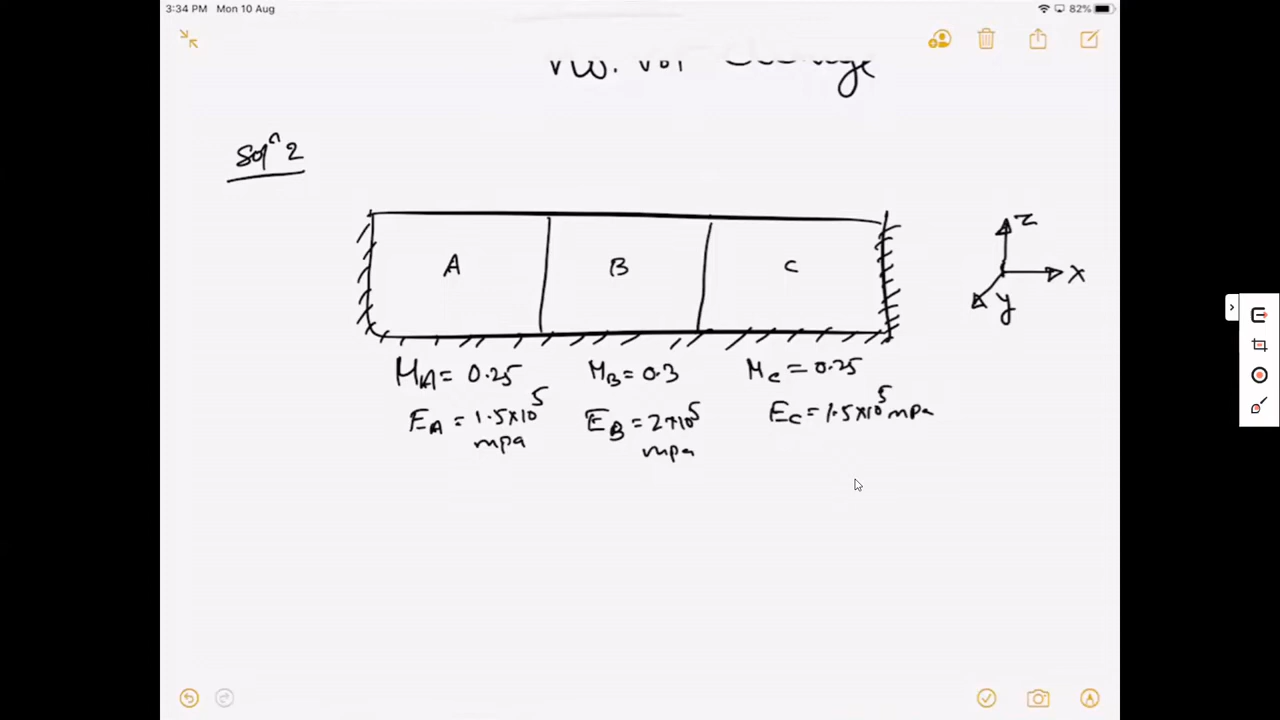 3:34 PM Mon 10 Aug
82%
Solⁿ 2
A B C
Z
X
y
μA = 0.25 μB = 0.3 μC = 0.25
EA = 1.5×10⁵ EB = 2×10⁵ EC = 1.5×10⁵ mpa
mpa mpa